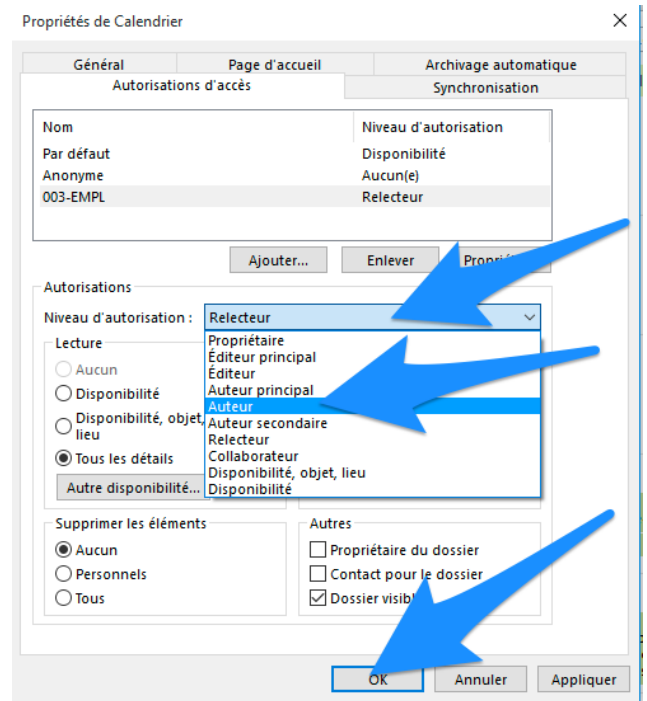 Propriétés de Calendrier
Général Page d'accueil Archivage automatique
Autorisations d'accès Synchronisation
Nom Niveau d'autorisation
Par défaut Disponibilité
Anonyme Aucun(e)
003-EMPL Relecteur
Ajouter... Enlever
Autorisations
Niveau d'autorisation : Relecteur
Propriétaire
Éditeur principal
Éditeur
Auteur principal
Auteur
Auteur secondaire
Relecteur
Collaborateur
Disponibilité, objet, lieu
Disponibilité
Lecture
Aucun
Disponibilité
Disponibilité, objet,
lieu
Tous les détails
Autre disponibilité...
Supprimer les éléments
Aucun
Personnels
Tous
Autres
Propriétaire du dossier
Contact pour le dossier
Dossier
OK Annuler Appliquer